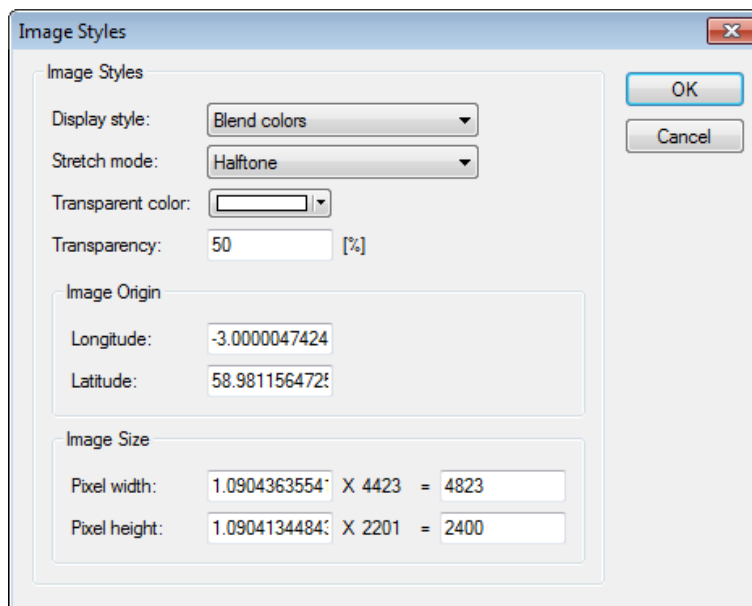 Image Styles
Image Styles
Display style: Blend colors
Stretch mode: Halftone
Transparent color:
Transparency: 50 [%]
Image Origin
Longitude: -3.0000047424
Latitude: 58.9811564725
Image Size
Pixel width: 1.0904363554 X 4423 = 4823
Pixel height: 1.0904134484 X 2201 = 2400
OK
Cancel